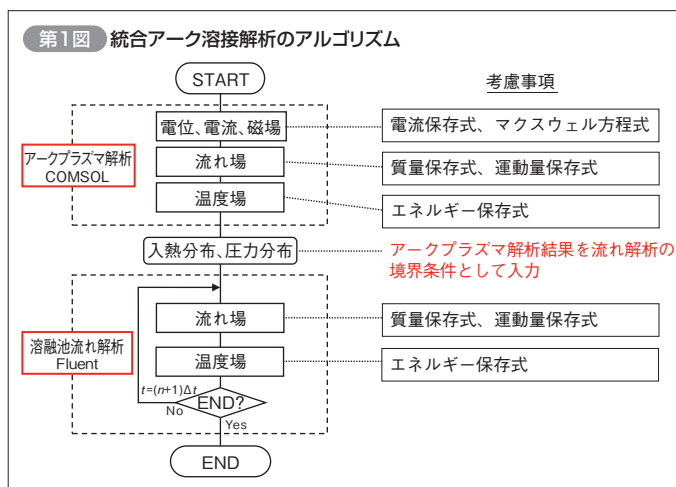 第1図 統合アーク溶接解析のアルゴリズム
START
考慮事項
電位、電流、磁場
電流保存式、マクスウェル方程式
アークプラズマ解析
COMSOL
流れ場
質量保存式、運動量保存式
温度場
エネルギー保存式
入熱分布、圧力分布
アークプラズマ解析結果を流れ解析の
境界条件として入力
溶融池流れ解析
Fluent
流れ場
質量保存式、運動量保存式
温度場
エネルギー保存式
t=(n+1)Δt
No
END?
Yes
END